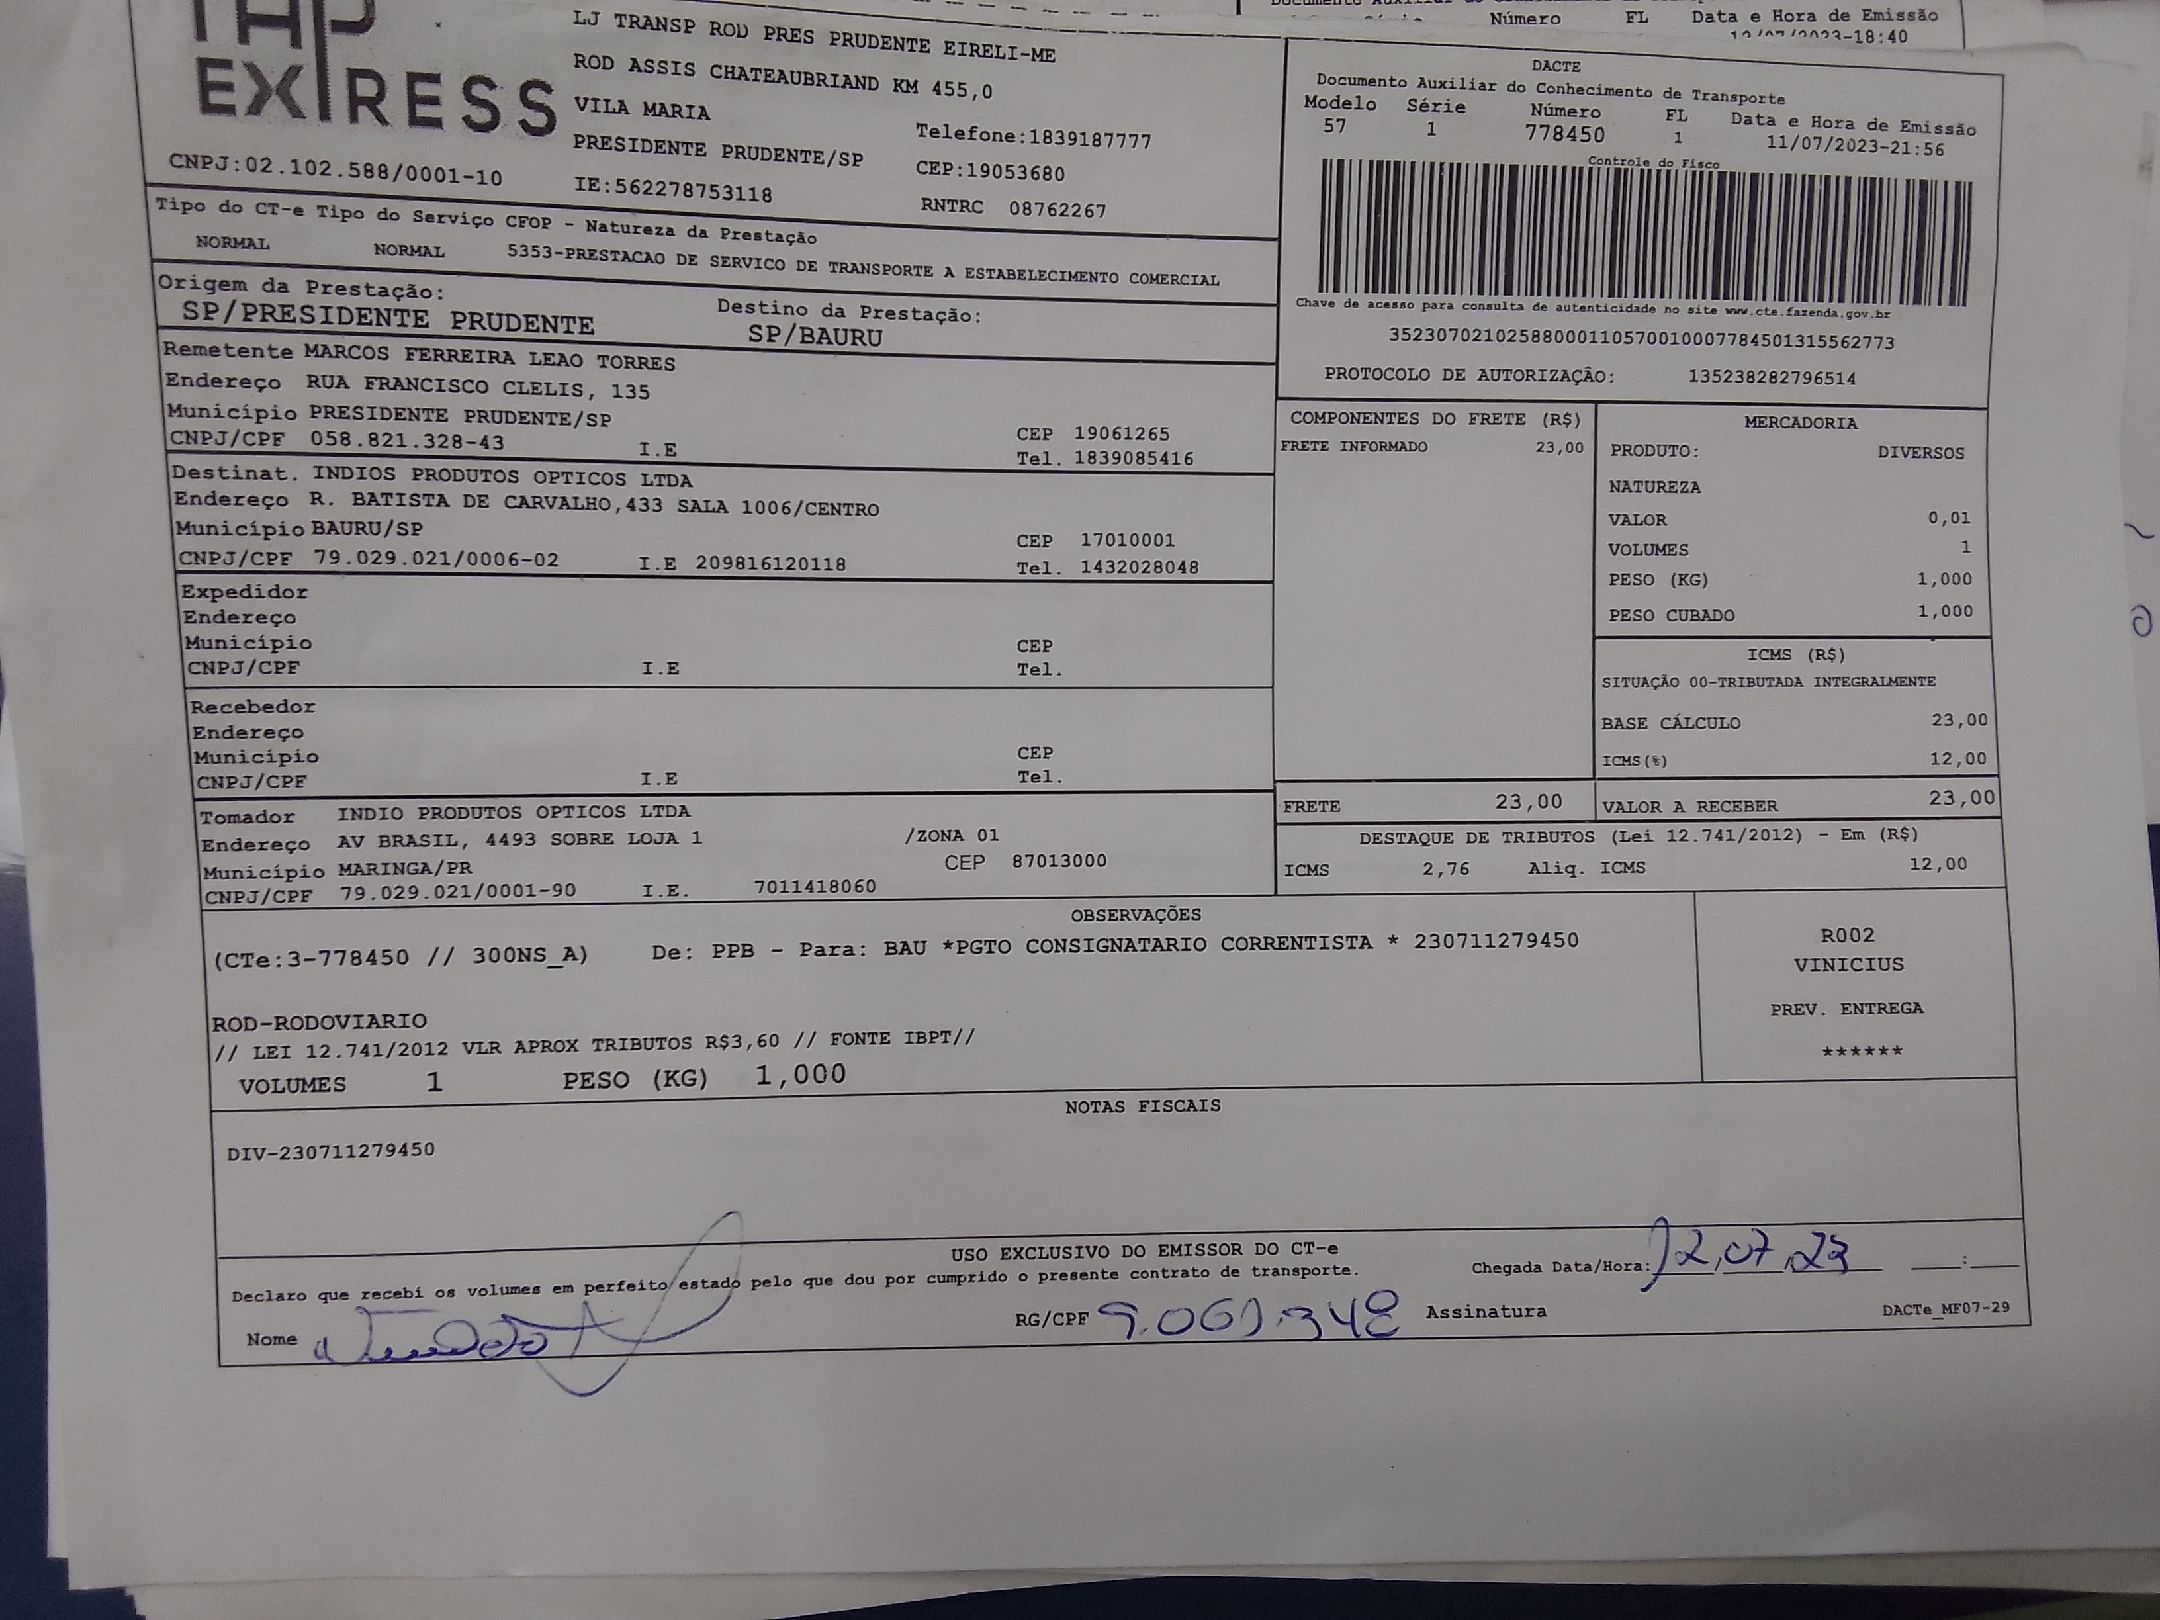 Número FL Data e Hora de Emissão
-18:40
TAP
EXPRESS
CNPJ:02.102.588/0001-10
LJ TRANSP ROD PRES PRUDENTE EIRELI-ME
ROD ASSIS CHATEAUBRIAND KM 455,0
VILA MARIA
Telefone:1839187777
PRESIDENTE PRUDENTE/SP
CEP:19053680
IE:562278753118
RNTRC 08762267
DACTE
Documento Auxiliar do Conhecimento de Transporte
Modelo Série Número FL Data e Hora de Emissão
57 1 778450 1 11/07/2023-21:56
Controle do Fisco
Chave de acesso para consulta de autenticidade no site www.cte.fazenda.gov.br
35230702102588000110570010007784501315562773
PROTOCOLO DE AUTORIZAÇÃO: 135238282796514
Tipo do CT-e Tipo do Serviço CFOP - Natureza da Prestação
NORMAL NORMAL 5353-PRESTACAO DE SERVICO DE TRANSPORTE A ESTABELECIMENTO COMERCIAL
Origem da Prestação: Destino da Prestação:
SP/PRESIDENTE PRUDENTE SP/BAURU
Remetente MARCOS FERREIRA LEAO TORRES
Endereço RUA FRANCISCO CLELIS, 135
Município PRESIDENTE PRUDENTE/SP CEP 19061265
CNPJ/CPF 058.821.328-43 I.E Tel. 1839085416
Destinat. INDIOS PRODUTOS OPTICOS LTDA
Endereço R. BATISTA DE CARVALHO,433 SALA 1006/CENTRO
Município BAURU/SP CEP 17010001
CNPJ/CPF 79.029.021/0006-02 I.E 209816120118 Tel. 1432028048
Expedidor
Endereço
Município CEP
CNPJ/CPF I.E Tel.
Recebedor
Endereço
Município CEP
CNPJ/CPF I.E Tel.
Tomador INDIO PRODUTOS OPTICOS LTDA
Endereço AV BRASIL, 4493 SOBRE LOJA 1 /ZONA 01
Município MARINGA/PR CEP 87013000
CNPJ/CPF 79.029.021/0001-90 I.E. 7011418060
COMPONENTES DO FRETE (R$)
FRETE INFORMADO 23,00
MERCADORIA
PRODUTO: DIVERSOS
NATUREZA
VALOR 0,01
VOLUMES 1
PESO (KG) 1,000
PESO CUBADO 1,000
ICMS (R$)
SITUAÇÃO 00-TRIBUTADA INTEGRALMENTE
BASE CÁLCULO 23,00
ICMS(%) 12,00
FRETE 23,00 VALOR A RECEBER 23,00
DESTAQUE DE TRIBUTOS (Lei 12.741/2012) - Em (R$)
ICMS 2,76 Aliq. ICMS 12,00
OBSERVAÇÕES
(CTe:3-778450 // 300NS_A) De: PPB - Para: BAU *PGTO CONSIGNATARIO CORRENTISTA * 230711279450
ROD-RODOVIARIO
// LEI 12.741/2012 VLR APROX TRIBUTOS R$3,60 // FONTE IBPT//
VOLUMES 1 PESO (KG) 1,000
R002
VINICIUS
PREV. ENTREGA
******
NOTAS FISCAIS
DIV-230711279450
USO EXCLUSIVO DO EMISSOR DO CT-e
Declaro que recebi os volumes em perfeito estado pelo que dou por cumprido o presente contrato de transporte.
Chegada Data/Hora: 12,07,23 :
Nome RG/CPF 9.061.348 Assinatura DACTe_MF07-29